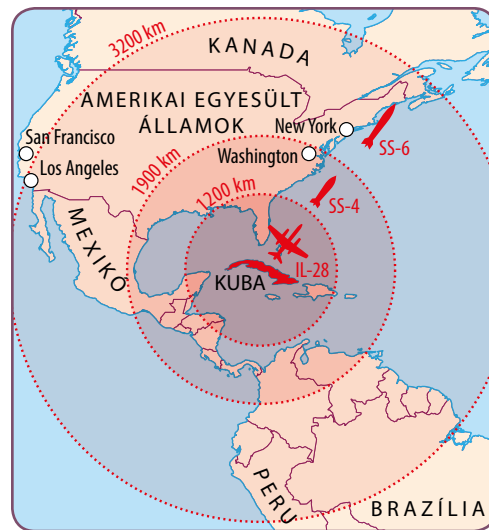 3200 km
KANADA
1900 km
AMERIKAI EGYESÜLT
ÁLLAMOK
New York
San Francisco
Washington
SS-6
Los Angeles
1200 km
SS-4
MEXIKÓ
KUBA
IL-28
PERU
BRAZÍLIA